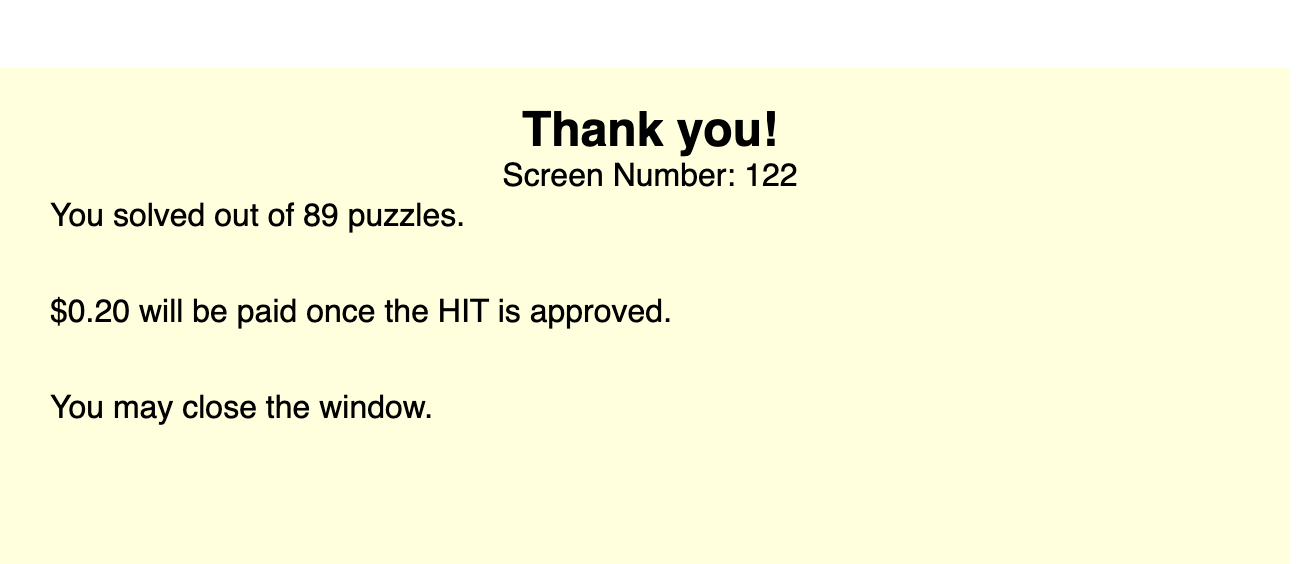 Thank you!
Screen Number: 122
You solved out of 89 puzzles.
$0.20 will be paid once the HIT is approved.
You may close the window.